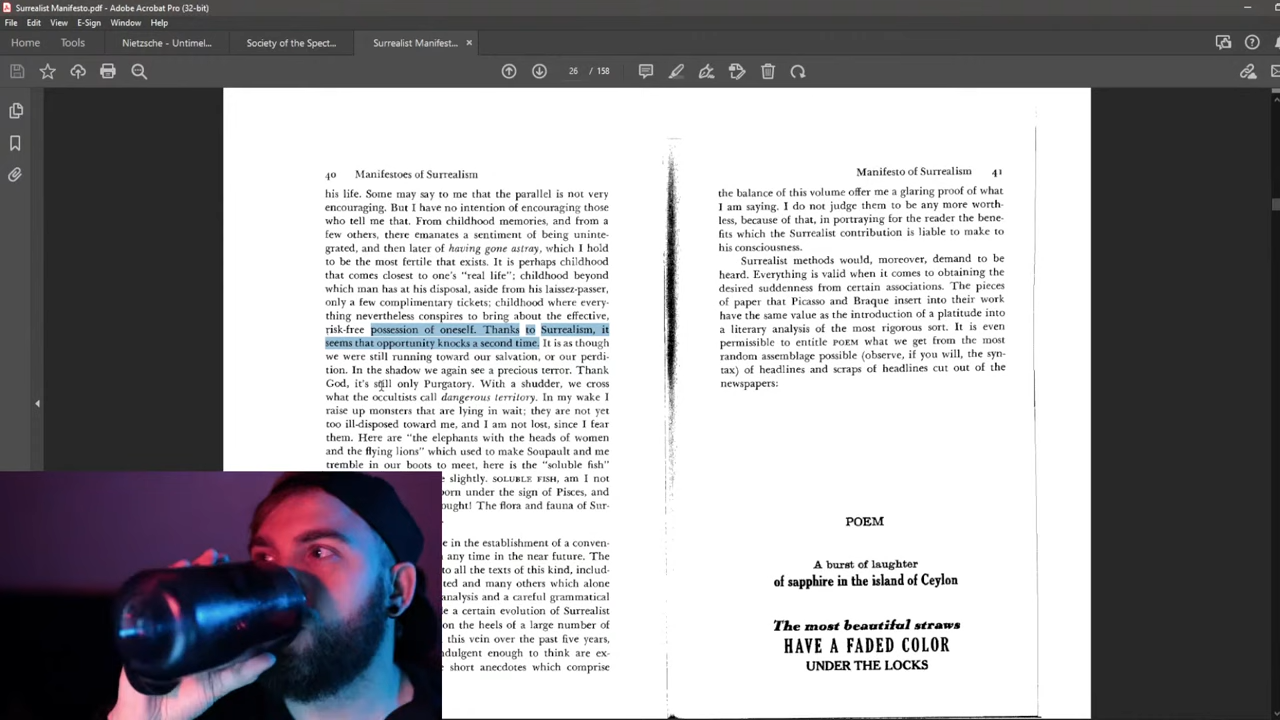 Surrealist Manifesto.pdf - Adobe Acrobat Pro (32-bit)
File Edit View E-Sign Window Help
Home Tools Nietzsche - Untimel... Society of the Spect... Surrealist Manifest... ×
26 / 158
40 Manifestoes of Surrealism
his life. Some may say to me that the parallel is not very
encouraging. But I have no intention of encouraging those
who tell me that. From childhood memories, and from a
few others, there emanates a sentiment of being uninte-
grated, and then later of having gone astray, which I hold
to be the most fertile that exists. It is perhaps childhood
that comes closest to one's "real life"; childhood beyond
which man has at his disposal, aside from his laissez-passer,
only a few complimentary tickets; childhood where every-
thing nevertheless conspires to bring about the effective,
risk-free possession of oneself. Thanks to Surrealism, it
seems that opportunity knocks a second time. It is as though
we were still running toward our salvation, or our perdi-
tion. In the shadow we again see a precious terror. Thank
God, it's still only Purgatory. With a shudder, we cross
what the occultists call dangerous territory. In my wake I
raise up monsters that are lying in wait; they are not yet
too ill-disposed toward me, and I am not lost, since I fear
them. Here are "the elephants with the heads of women
and the flying lions" which used to make Soupault and me
tremble in our boots to meet, here is the "soluble fish"
slightly. SOLUBLE FISH, am I not
orn under the sign of Pisces, and
ought! The flora and fauna of Sur-
e in the establishment of a conven-
any time in the near future. The
to all the texts of this kind, includ-
ted and many others which alone
analysis and a careful grammatical
e a certain evolution of Surrealist
on the heels of a large number of
this vein over the past five years,
ndulgent enough to think are ex-
short anecdotes which comprise
Manifesto of Surrealism 41
the balance of this volume offer me a glaring proof of what
I am saying. I do not judge them to be any more worth-
less, because of that, in portraying for the reader the bene-
fits which the Surrealist contribution is liable to make to
his consciousness.
Surrealist methods would, moreover, demand to be
heard. Everything is valid when it comes to obtaining the
desired suddenness from certain associations. The pieces
of paper that Picasso and Braque insert into their work
have the same value as the introduction of a platitude into
a literary analysis of the most rigorous sort. It is even
permissible to entitle POEM what we get from the most
random assemblage possible (observe, if you will, the syn-
tax) of headlines and scraps of headlines cut out of the
newspapers:
POEM
A burst of laughter
of sapphire in the island of Ceylon
The most beautiful straws
HAVE A FADED COLOR
UNDER THE LOCKS